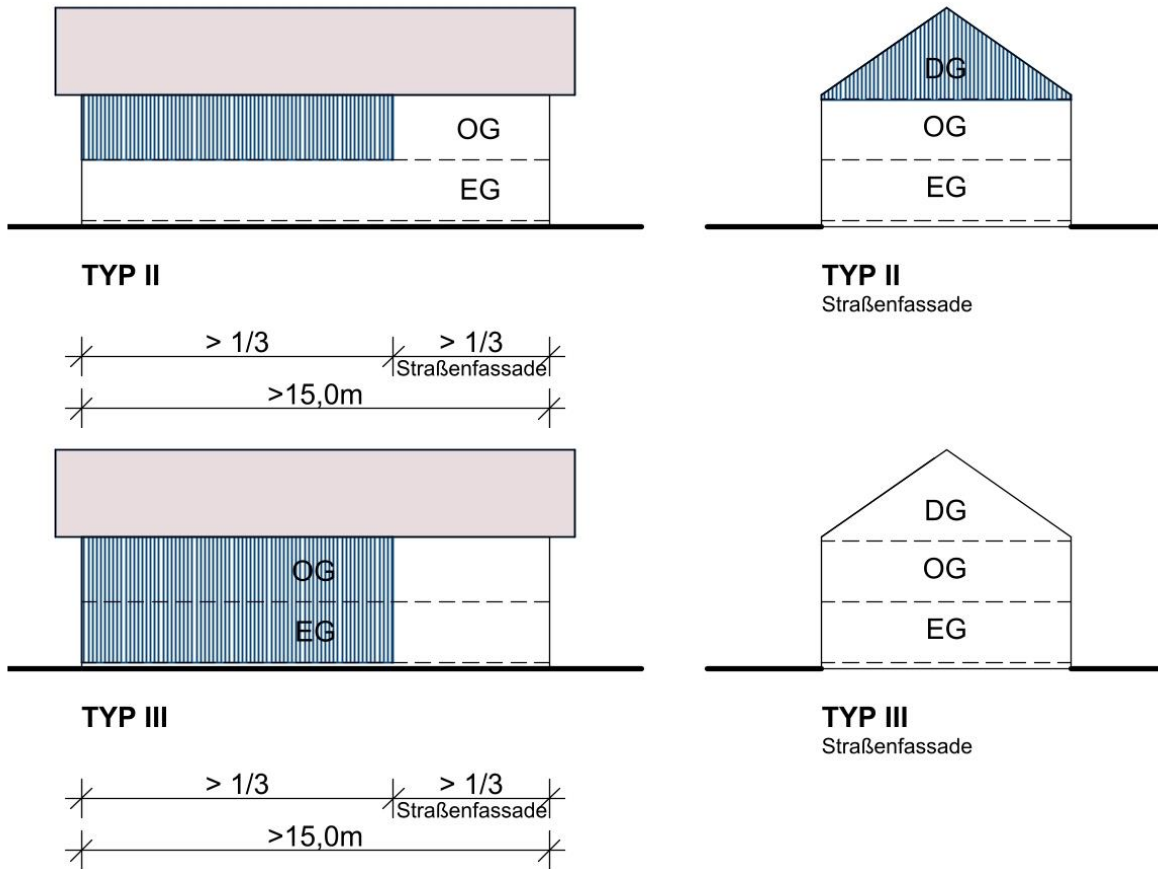 OG
EG
TYP II
> 1/3
> 1/3
Straßenfassade
>15,0m
DG
OG
EG
TYP II
Straßenfassade
OG
EG
TYP III
> 1/3
> 1/3
Straßenfassade
>15,0m
DG
OG
EG
TYP III
Straßenfassade